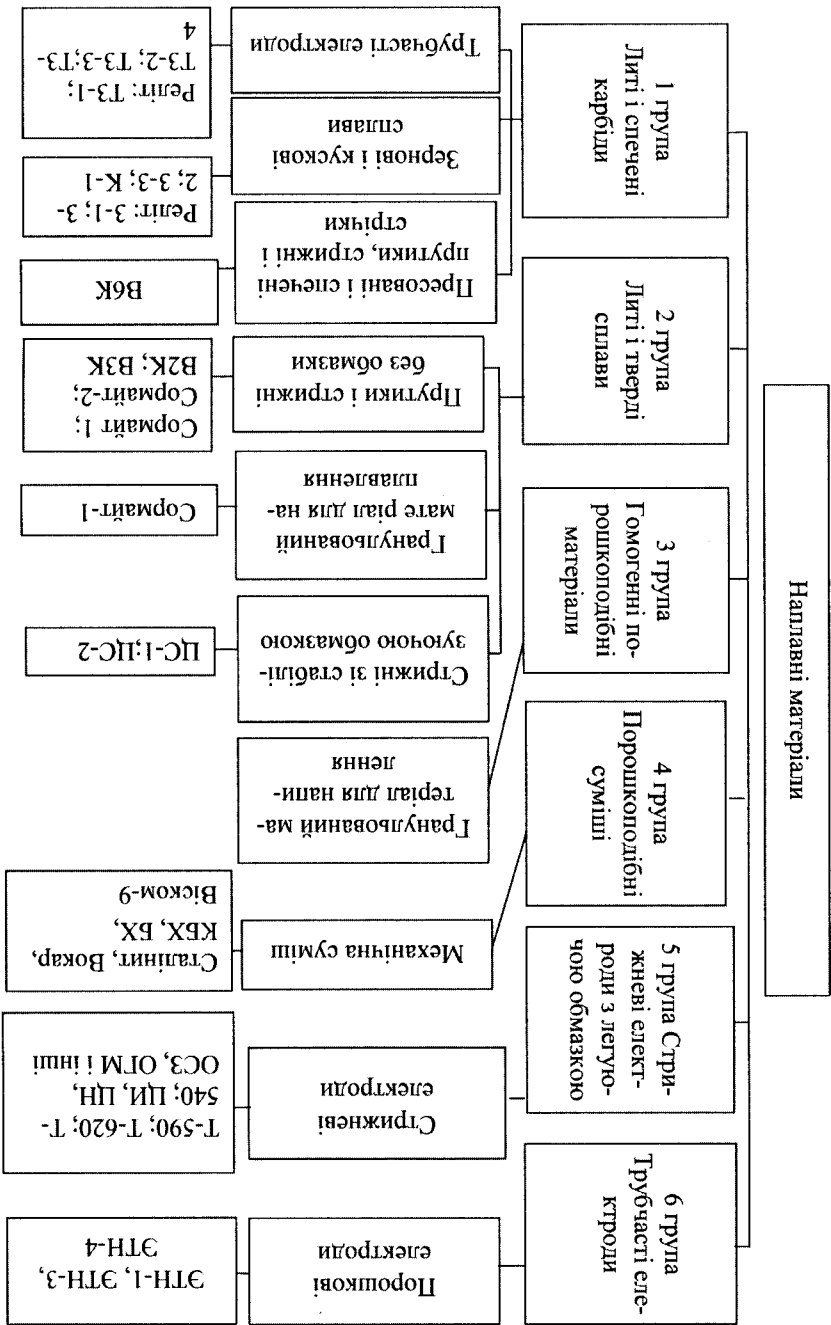 Наплавні матеріали
1 група
Литі і спечені
карбіди
2 група
Литі і тверді
сплави
3 група
Гомогенні по-
рошкоподібні
матеріали
4 група
Порошкоподібні
суміші
5 група Стри-
жневі елект-
роди з легую-
чою обмазкою
6 група
Трубчасті еле-
ктроди
Трубчасті електроди
Зернові і кускові
сплави
Пресовані і спечені
прутики, стрижні і
стрічки
Прутики і стрижні
без обмазки
Гранульований
мате ріал для на-
плавлення
Стрижні зі стабілі-
зуючою обмазкою
Гранульований ма-
теріал для напи-
лення
Механічна суміш
Стрижневі
електроди
Порошкові
електроди
Реліт: ТЗ-1;
ТЗ-2; ТЗ-3;ТЗ-
4
Реліт: З-1; З-
2; З-3; К-1
В6К
Сормайт 1;
Сормайт-2;
В2К; В3К
Сормайт-1
ЦС-1;ЦС-2
Сталініт, Вокар,
КБХ, БХ,
Віском-9
Т-590; Т-620; Т-
540; ЦИ, ЦН,
ОСЗ, ОГМ і інші
ЭТН-1, ЭТН-3,
ЭТН-4